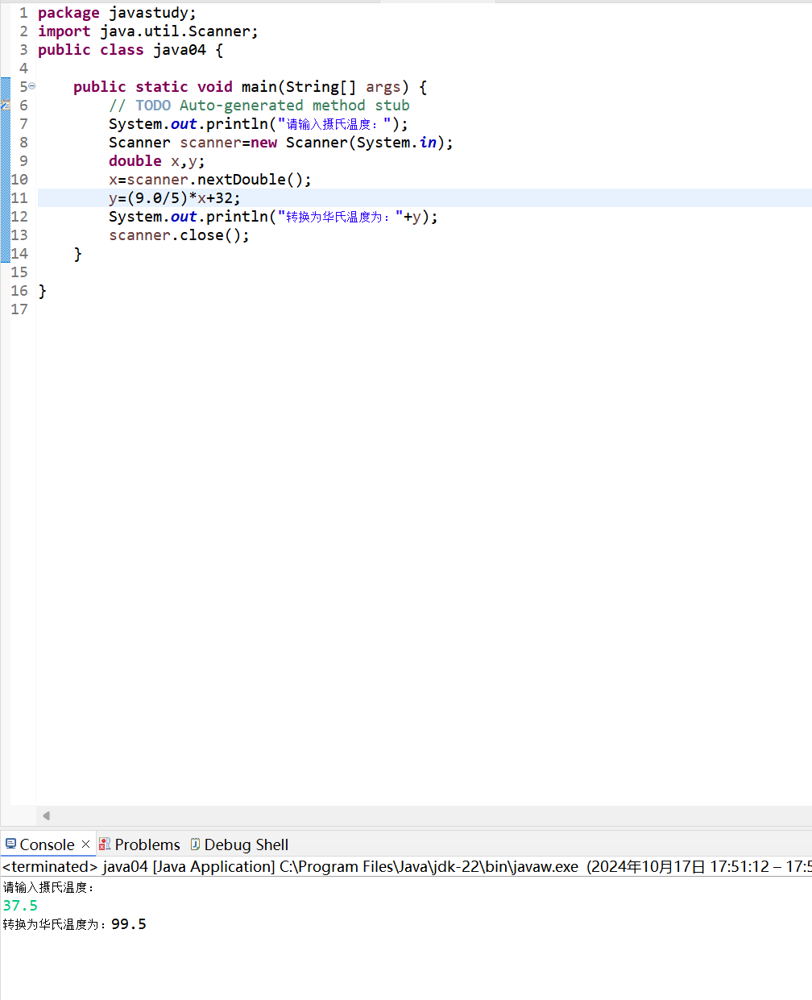 1 package javastudy;
2 import java.util.Scanner;
3 public class java04 {
4
5 public static void main(String[] args) {
6 // TODO Auto-generated method stub
7 System.out.println("请输入摄氏温度：");
8 Scanner scanner=new Scanner(System.in);
9 double x,y;
10 x=scanner.nextDouble();
11 y=(9.0/5)*x+32;
12 System.out.println("转换为华氏温度为："+y);
13 scanner.close();
14 }
15
16 }
17
Console × Problems Debug Shell
<terminated> java04 [Java Application] C:\Program Files\Java\jdk-22\bin\javaw.exe (2024年10月17日 17:51:12 – 17:5
请输入摄氏温度：
37.5
转换为华氏温度为：99.5